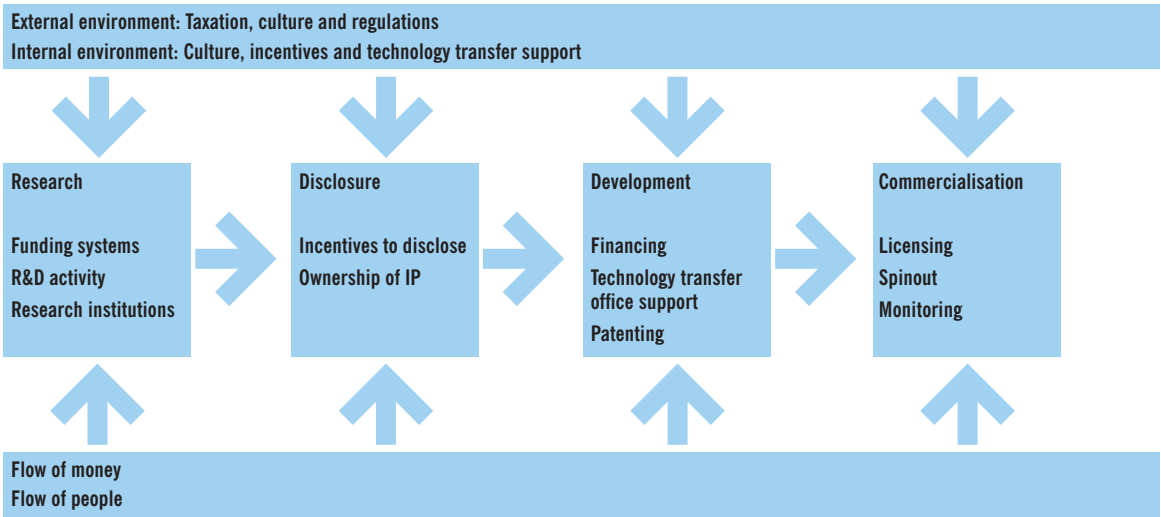 External environment: Taxation, culture and regulations
Internal environment: Culture, incentives and technology transfer support
Research
Funding systems
R&D activity
Research institutions
Disclosure
Incentives to disclose
Ownership of IP
Development
Financing
Technology transfer
office support
Patenting
Commercialisation
Licensing
Spinout
Monitoring
Flow of money
Flow of people